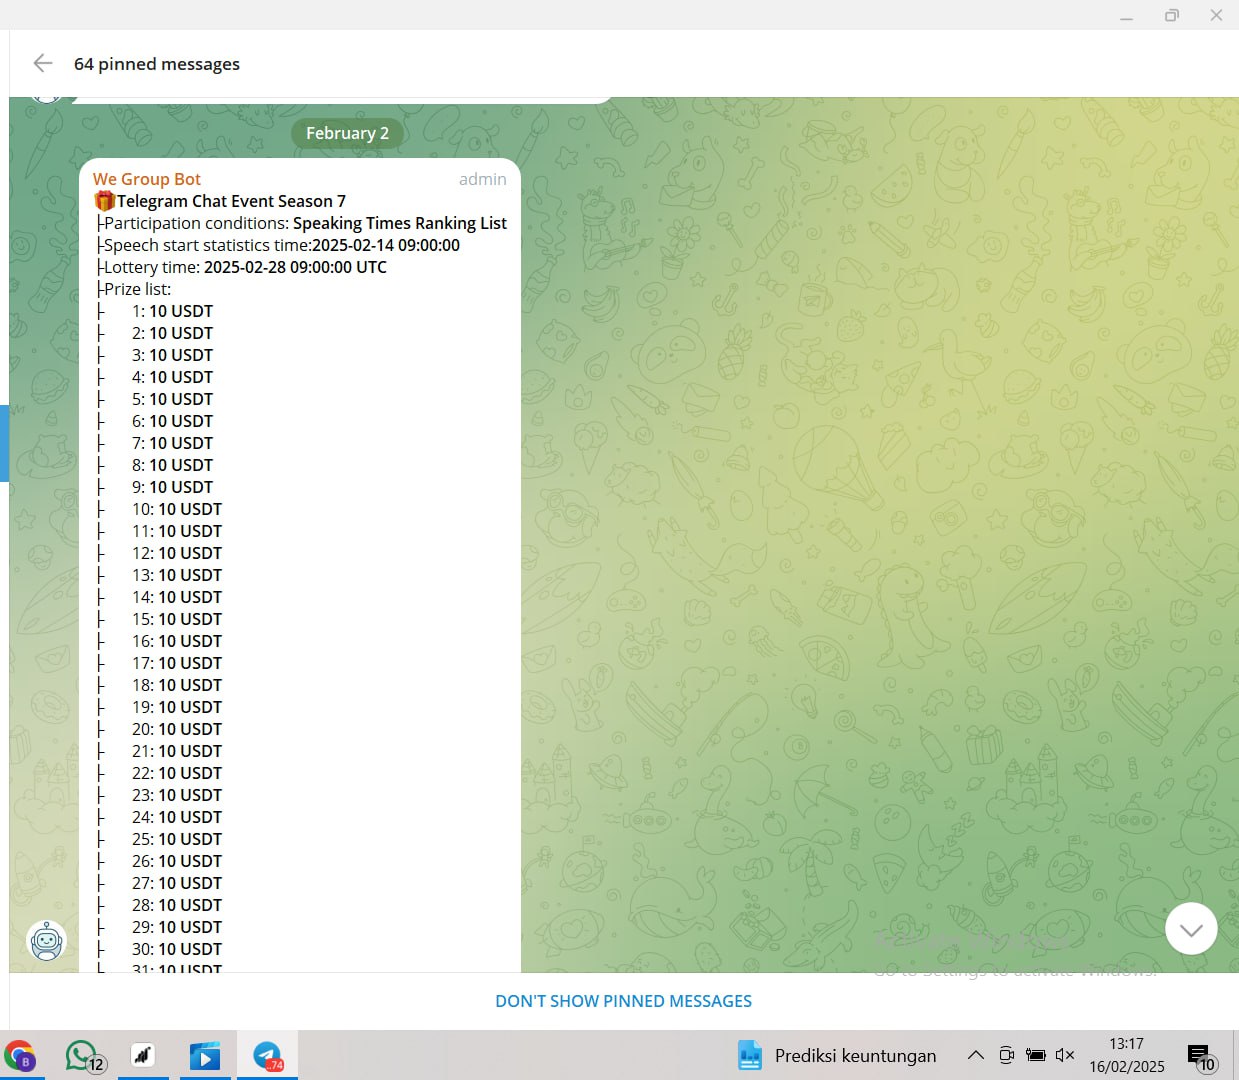 64 pinned messages
February 2
We Group Bot admin
🎁Telegram Chat Event Season 7
├Participation conditions: Speaking Times Ranking List
├Speech start statistics time:2025-02-14 09:00:00
├Lottery time: 2025-02-28 09:00:00 UTC
├Prize list:
├ 1: 10 USDT
├ 2: 10 USDT
├ 3: 10 USDT
├ 4: 10 USDT
├ 5: 10 USDT
├ 6: 10 USDT
├ 7: 10 USDT
├ 8: 10 USDT
├ 9: 10 USDT
├ 10: 10 USDT
├ 11: 10 USDT
├ 12: 10 USDT
├ 13: 10 USDT
├ 14: 10 USDT
├ 15: 10 USDT
├ 16: 10 USDT
├ 17: 10 USDT
├ 18: 10 USDT
├ 19: 10 USDT
├ 20: 10 USDT
├ 21: 10 USDT
├ 22: 10 USDT
├ 23: 10 USDT
├ 24: 10 USDT
├ 25: 10 USDT
├ 26: 10 USDT
├ 27: 10 USDT
├ 28: 10 USDT
├ 29: 10 USDT
├ 30: 10 USDT
├ 31: 10 USDT
Activate Windows
Go to Settings to activate Windows.
DON'T SHOW PINNED MESSAGES
B
12
..74
Prediksi keuntungan
13:17
16/02/2025
10